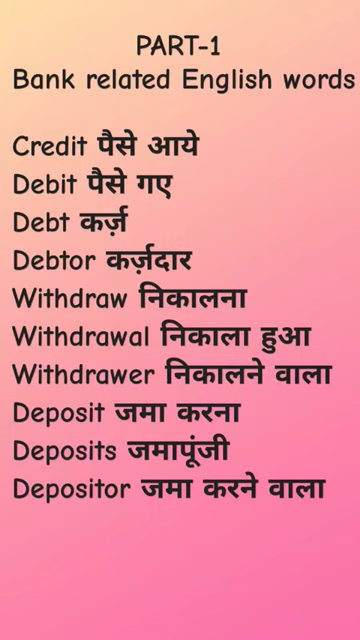 PART-1
Bank related English words
Credit पैसे आये
Debit पैसे गए
Debt कर्ज़
Debtor कर्ज़दार
Withdraw निकालना
Withdrawal निकाला हुआ
Withdrawer निकालने वाला
Deposit जमा करना
Deposits जमापूंजी
Depositor जमा करने वाला